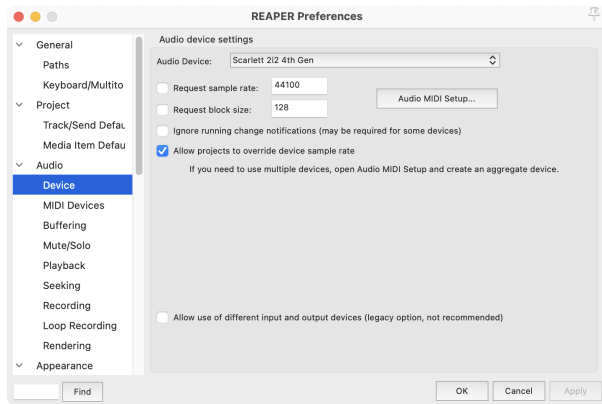 REAPER Preferences
General
Paths
Keyboard/Multito
Project
Track/Send Defau
Media Item Defau
Audio
Device
MIDI Devices
Buffering
Mute/Solo
Playback
Seeking
Recording
Loop Recording
Rendering
Appearance
Find
Audio device settings
Audio Device: Scarlett 2i2 4th Gen
Request sample rate: 44100
Request block size: 128
Audio MIDI Setup...
Ignore running change notifications (may be required for some devices)
Allow projects to override device sample rate
If you need to use multiple devices, open Audio MIDI Setup and create an aggregate device.
Allow use of different input and output devices (legacy option, not recommended)
OK Cancel Apply